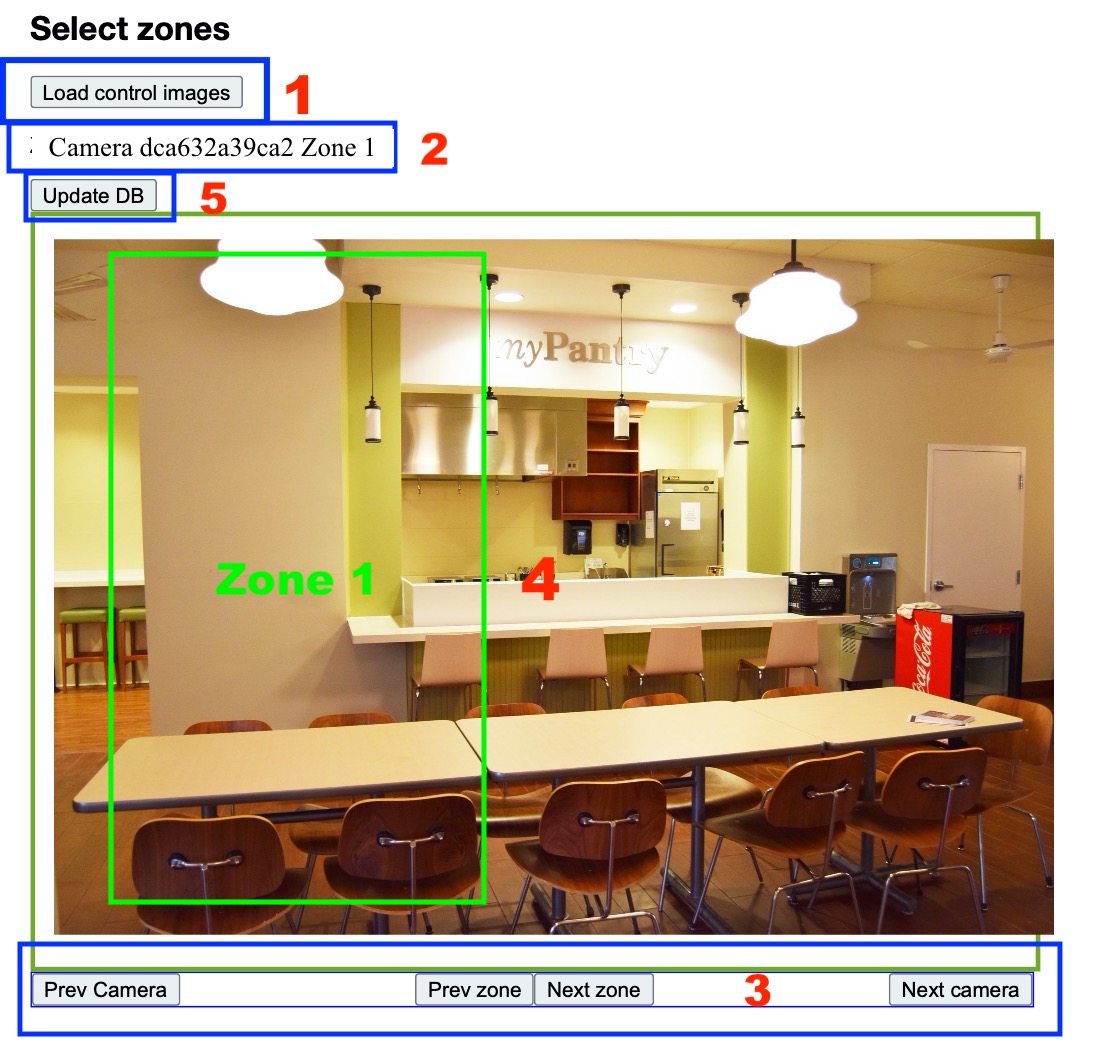 Select zones
Load control images
1
Camera dca632a39ca2 Zone 1
2
Update DB
5
myPantry
Zone 1
4
Coca-Cola
Prev Camera
Prev zone
Next zone
3
Next camera